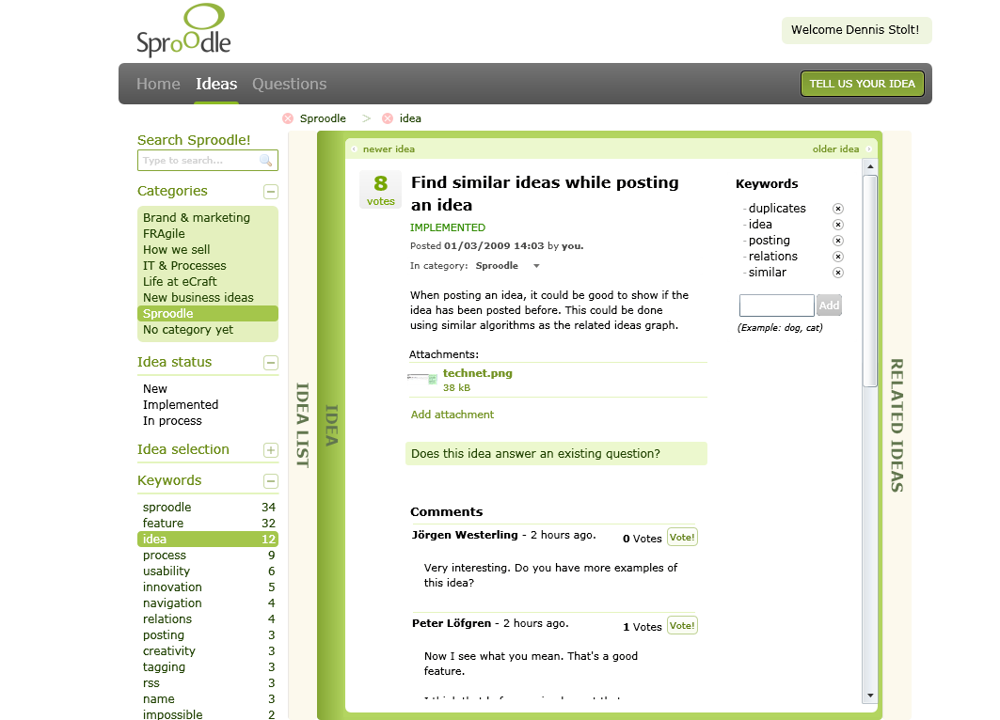 SproOdle
Welcome Dennis Stolt!
Home Ideas Questions
TELL US YOUR IDEA
Sproodle > idea
Search Sproodle!
Type to search...
Categories
Brand & marketing
FRAgile
How we sell
IT & Processes
Life at eCraft
New business ideas
Sproodle
No category yet
Idea status
New
Implemented
In process
Idea selection
Keywords
sproodle 34
feature 32
idea 12
process 9
usability 6
innovation 5
navigation 4
relations 4
posting 3
creativity 3
tagging 3
rss 3
name 3
impossible 2
IDEA LIST
IDEA
newer idea
older idea
8
votes
Find similar ideas while posting
an idea
IMPLEMENTED
Posted 01/03/2009 14:03 by you.
In category: Sproodle
When posting an idea, it could be good to show if the
idea has been posted before. This could be done
using similar algorithms as the related ideas graph.
Attachments:
technet.png
38 kB
Add attachment
Does this idea answer an existing question?
Comments
Jörgen Westerling - 2 hours ago.
0 Votes Vote!
Very interesting. Do you have more examples of
this idea?
Peter Löfgren - 2 hours ago.
1 Votes Vote!
Now I see what you mean. That's a good
feature.
Keywords
- duplicates
- idea
- posting
- relations
- similar
Add
(Example: dog, cat)
RELATED IDEAS